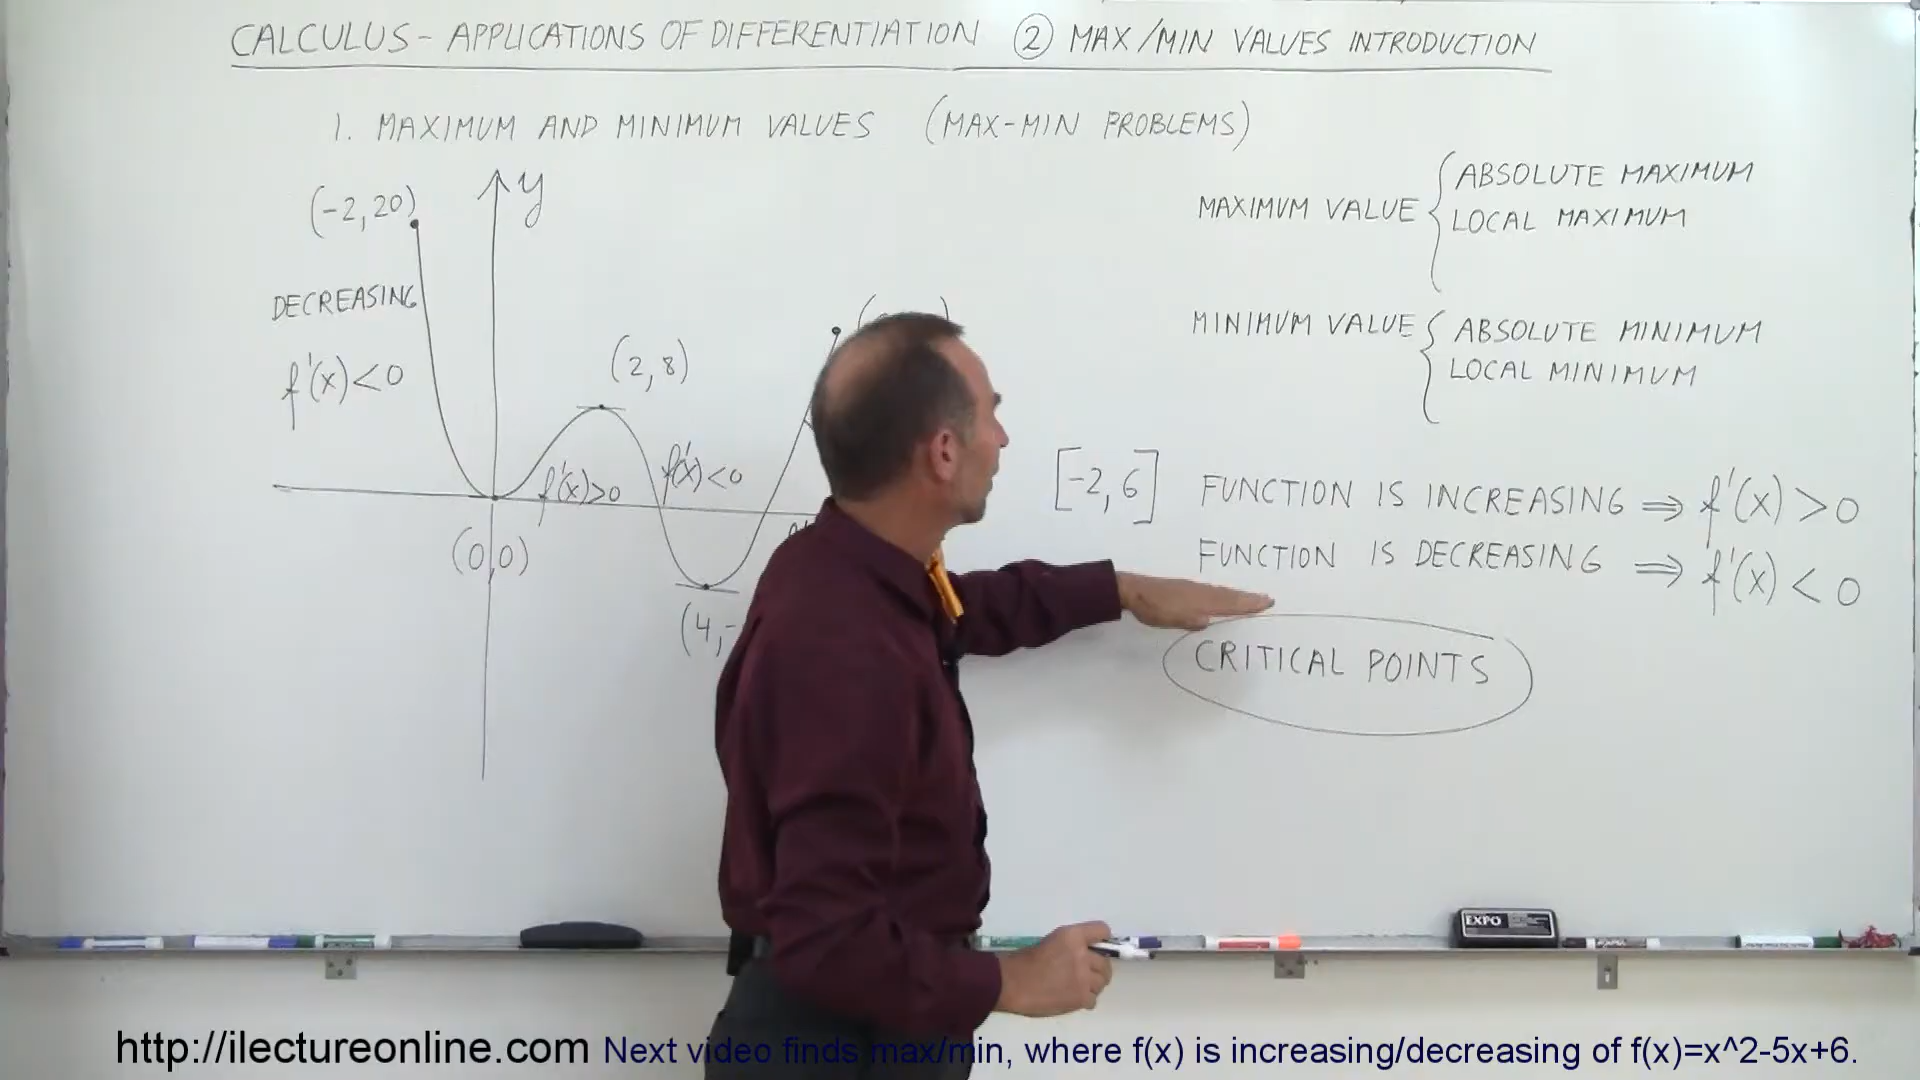 CALCULUS - APPLICATIONS OF DIFFERENTIATION ② MAX/MIN VALUES INTRODUCTION
1. MAXIMUM AND MINIMUM VALUES (MAX-MIN PROBLEMS)
(-2,20)
y
DECREASING
f'(x)<0
(2,8)
f'(x)>0
f'(x)<0
(0,0)
(4,-
MAXIMUM VALUE { ABSOLUTE MAXIMUM
LOCAL MAXIMUM
MINIMUM VALUE { ABSOLUTE MINIMUM
LOCAL MINIMUM
[-2,6] FUNCTION IS INCREASING ⇒ f'(x) > 0
FUNCTION IS DECREASING ⇒ f'(x) < 0
CRITICAL POINTS
EXPO
EXPO
http://ilectureonline.com Next video finds max/min, where f(x) is increasing/decreasing of f(x)=x^2-5x+6.